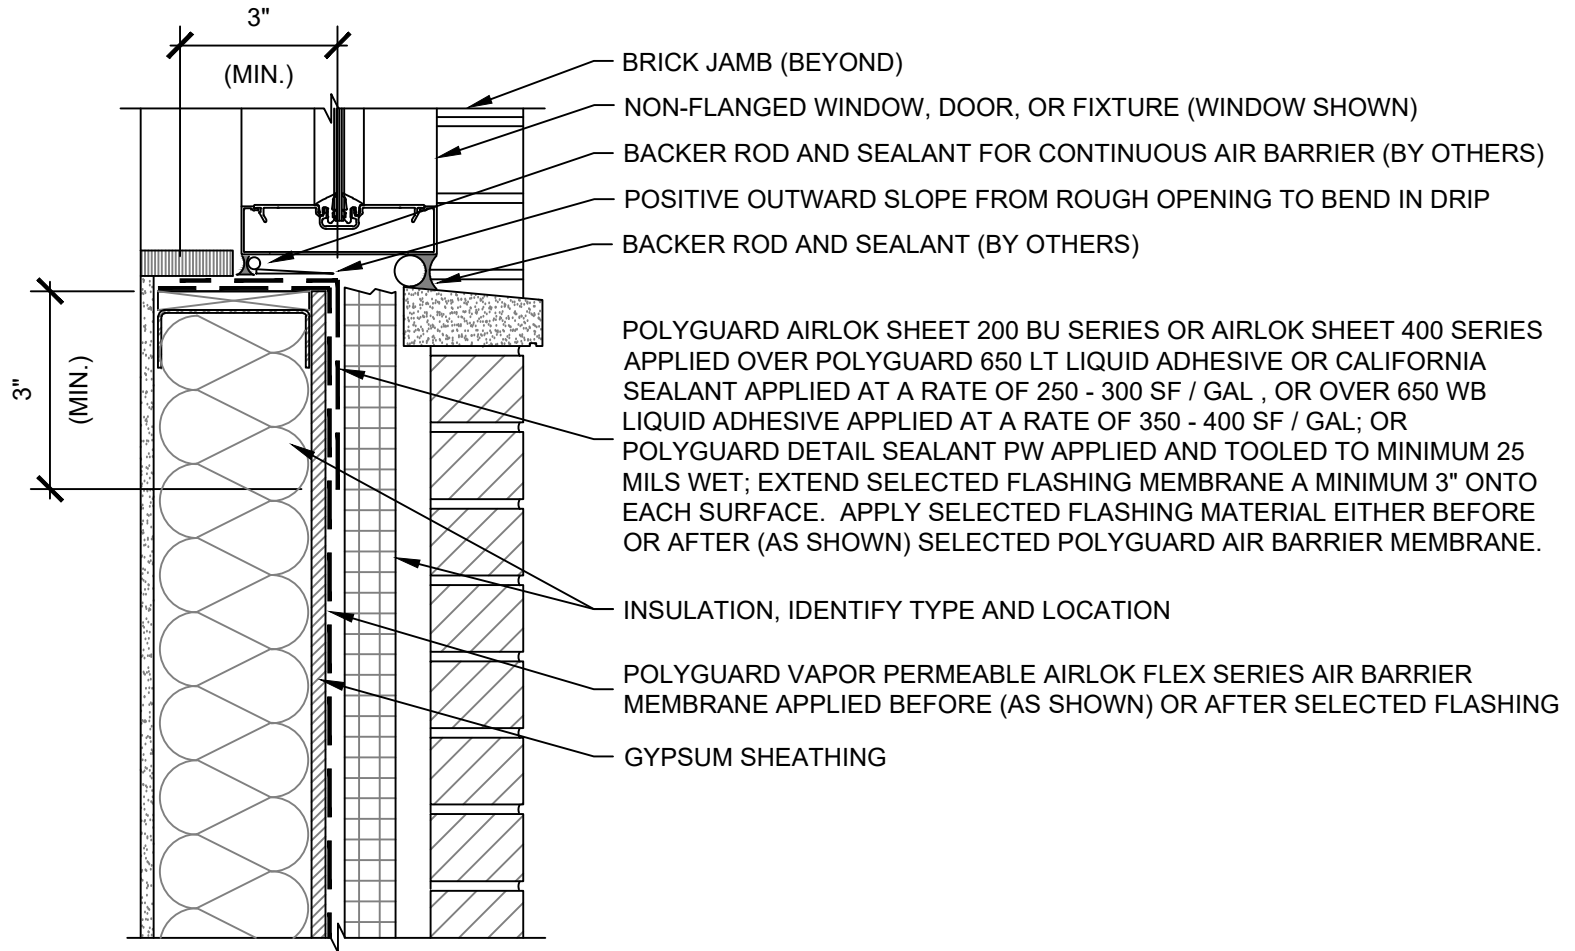 3"
(MIN.)
BRICK JAMB (BEYOND)
NON-FLANGED WINDOW, DOOR, OR FIXTURE (WINDOW SHOWN)
BACKER ROD AND SEALANT FOR CONTINUOUS AIR BARRIER (BY OTHERS)
POSITIVE OUTWARD SLOPE FROM ROUGH OPENING TO BEND IN DRIP
BACKER ROD AND SEALANT (BY OTHERS)
3"
(MIN.)
POLYGUARD AIRLOK SHEET 200 BU SERIES OR AIRLOK SHEET 400 SERIES
APPLIED OVER POLYGUARD 650 LT LIQUID ADHESIVE OR CALIFORNIA
SEALANT APPLIED AT A RATE OF 250 - 300 SF / GAL , OR OVER 650 WB
LIQUID ADHESIVE APPLIED AT A RATE OF 350 - 400 SF / GAL; OR
POLYGUARD DETAIL SEALANT PW APPLIED AND TOOLED TO MINIMUM 25
MILS WET; EXTEND SELECTED FLASHING MEMBRANE A MINIMUM 3" ONTO
EACH SURFACE.  APPLY SELECTED FLASHING MATERIAL EITHER BEFORE
OR AFTER (AS SHOWN) SELECTED POLYGUARD AIR BARRIER MEMBRANE.
INSULATION, IDENTIFY TYPE AND LOCATION
POLYGUARD VAPOR PERMEABLE AIRLOK FLEX SERIES AIR BARRIER
MEMBRANE APPLIED BEFORE (AS SHOWN) OR AFTER SELECTED FLASHING
GYPSUM SHEATHING